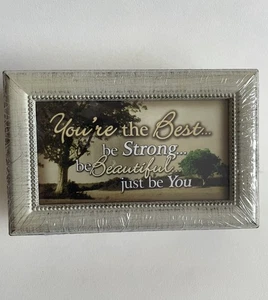 You're the Best...
be Strong...
be Beautiful...
just be You